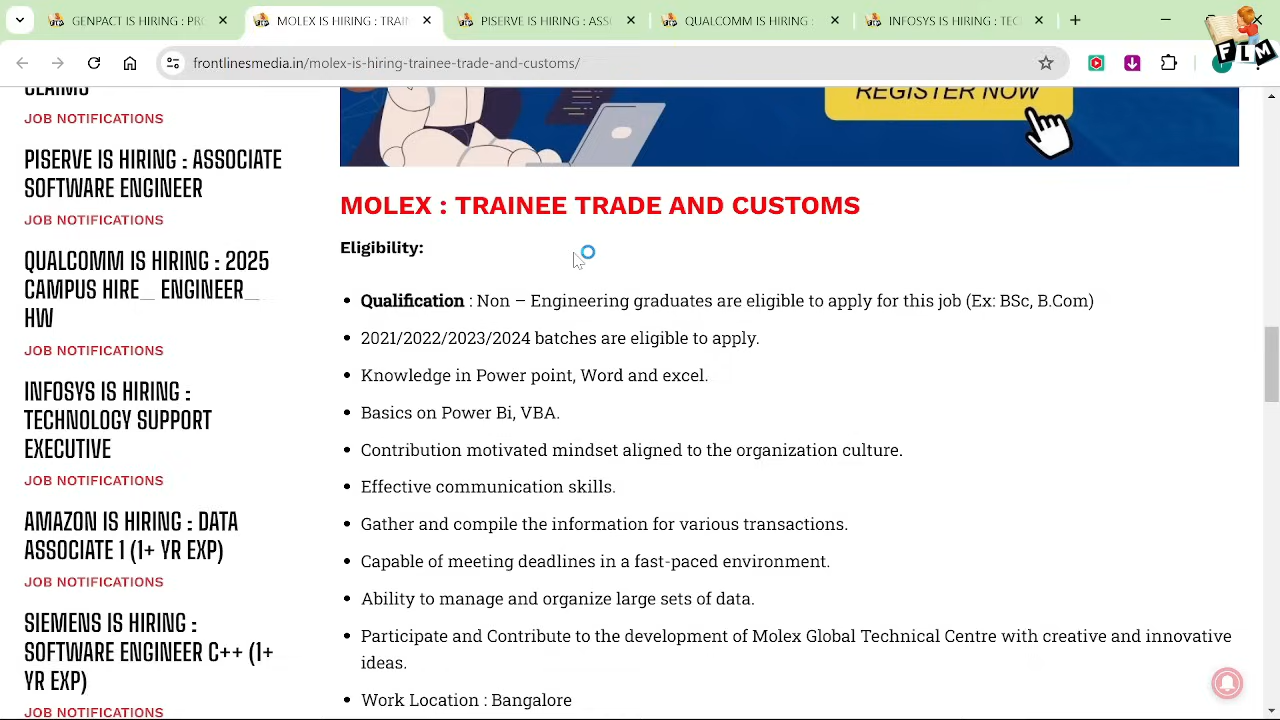 GENPACT IS HIRING : PR
MOLEX IS HIRING : TRAIN
PISERVE IS HIRING : ASS
QUALCOMM IS HIRING :
INFOSYS IS HIRING : TEC
FLM
frontlinesmedia.in/molex-is-hiring-trainee-trade-and-customs/
CLAIMS
JOB NOTIFICATIONS
PISERVE IS HIRING : ASSOCIATE
SOFTWARE ENGINEER
JOB NOTIFICATIONS
QUALCOMM IS HIRING : 2025
CAMPUS HIRE_ ENGINEER_
HW
JOB NOTIFICATIONS
INFOSYS IS HIRING :
TECHNOLOGY SUPPORT
EXECUTIVE
JOB NOTIFICATIONS
AMAZON IS HIRING : DATA
ASSOCIATE 1 (1+ YR EXP)
JOB NOTIFICATIONS
SIEMENS IS HIRING :
SOFTWARE ENGINEER C++ (1+
YR EXP)
JOB NOTIFICATIONS
REGISTER NOW
MOLEX : TRAINEE TRADE AND CUSTOMS
Eligibility:
• Qualification : Non – Engineering graduates are eligible to apply for this job (Ex: BSc, B.Com)
• 2021/2022/2023/2024 batches are eligible to apply.
• Knowledge in Power point, Word and excel.
• Basics on Power Bi, VBA.
• Contribution motivated mindset aligned to the organization culture.
• Effective communication skills.
• Gather and compile the information for various transactions.
• Capable of meeting deadlines in a fast-paced environment.
• Ability to manage and organize large sets of data.
• Participate and Contribute to the development of Molex Global Technical Centre with creative and innovative
ideas.
• Work Location : Bangalore